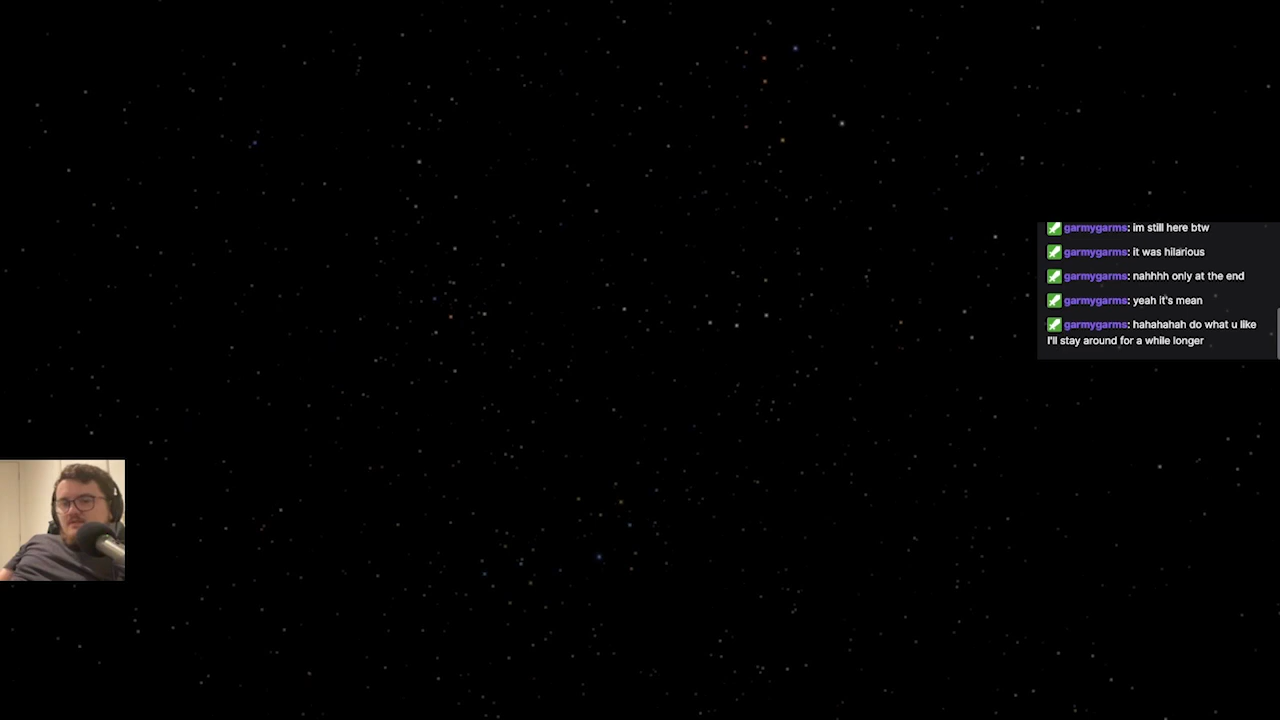 garmygarms: im still here btw
garmygarms: it was hilarious
garmygarms: nahhhh only at the end
garmygarms: yeah it's mean
garmygarms: hahahahah do what u like
I'll stay around for a while longer